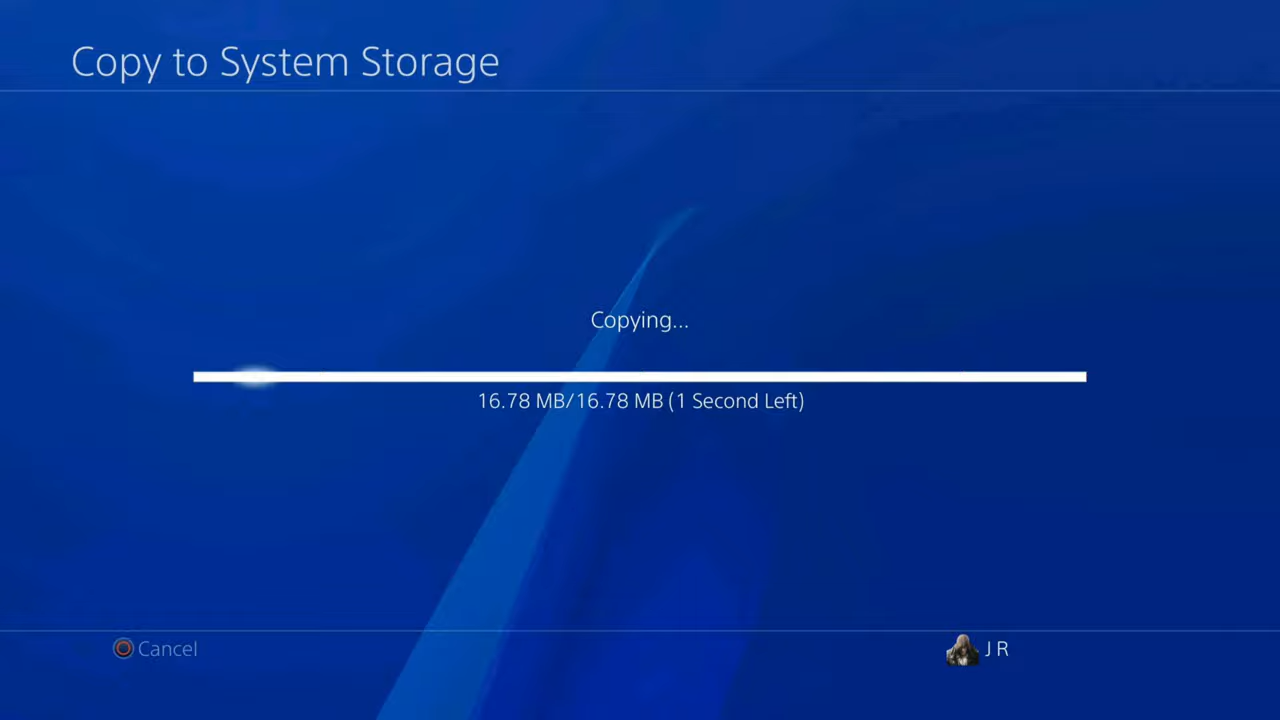 Copy to System Storage
Copying...
16.78 MB/16.78 MB (1 Second Left)
Cancel
J R